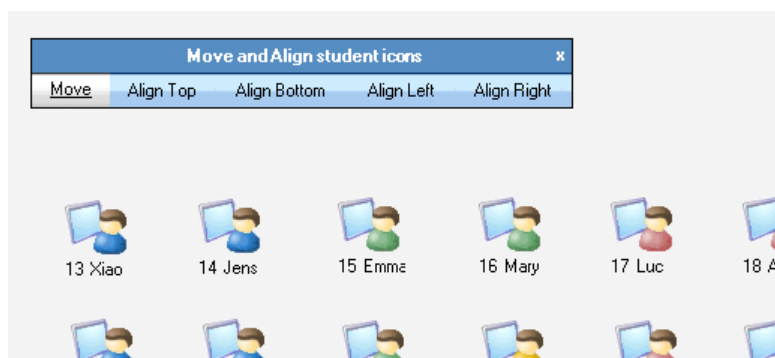 Move and Align student icons x
Move Align Top Align Bottom Align Left Align Right
13 Xiao 14 Jens 15 Emma 16 Mary 17 Luc 18